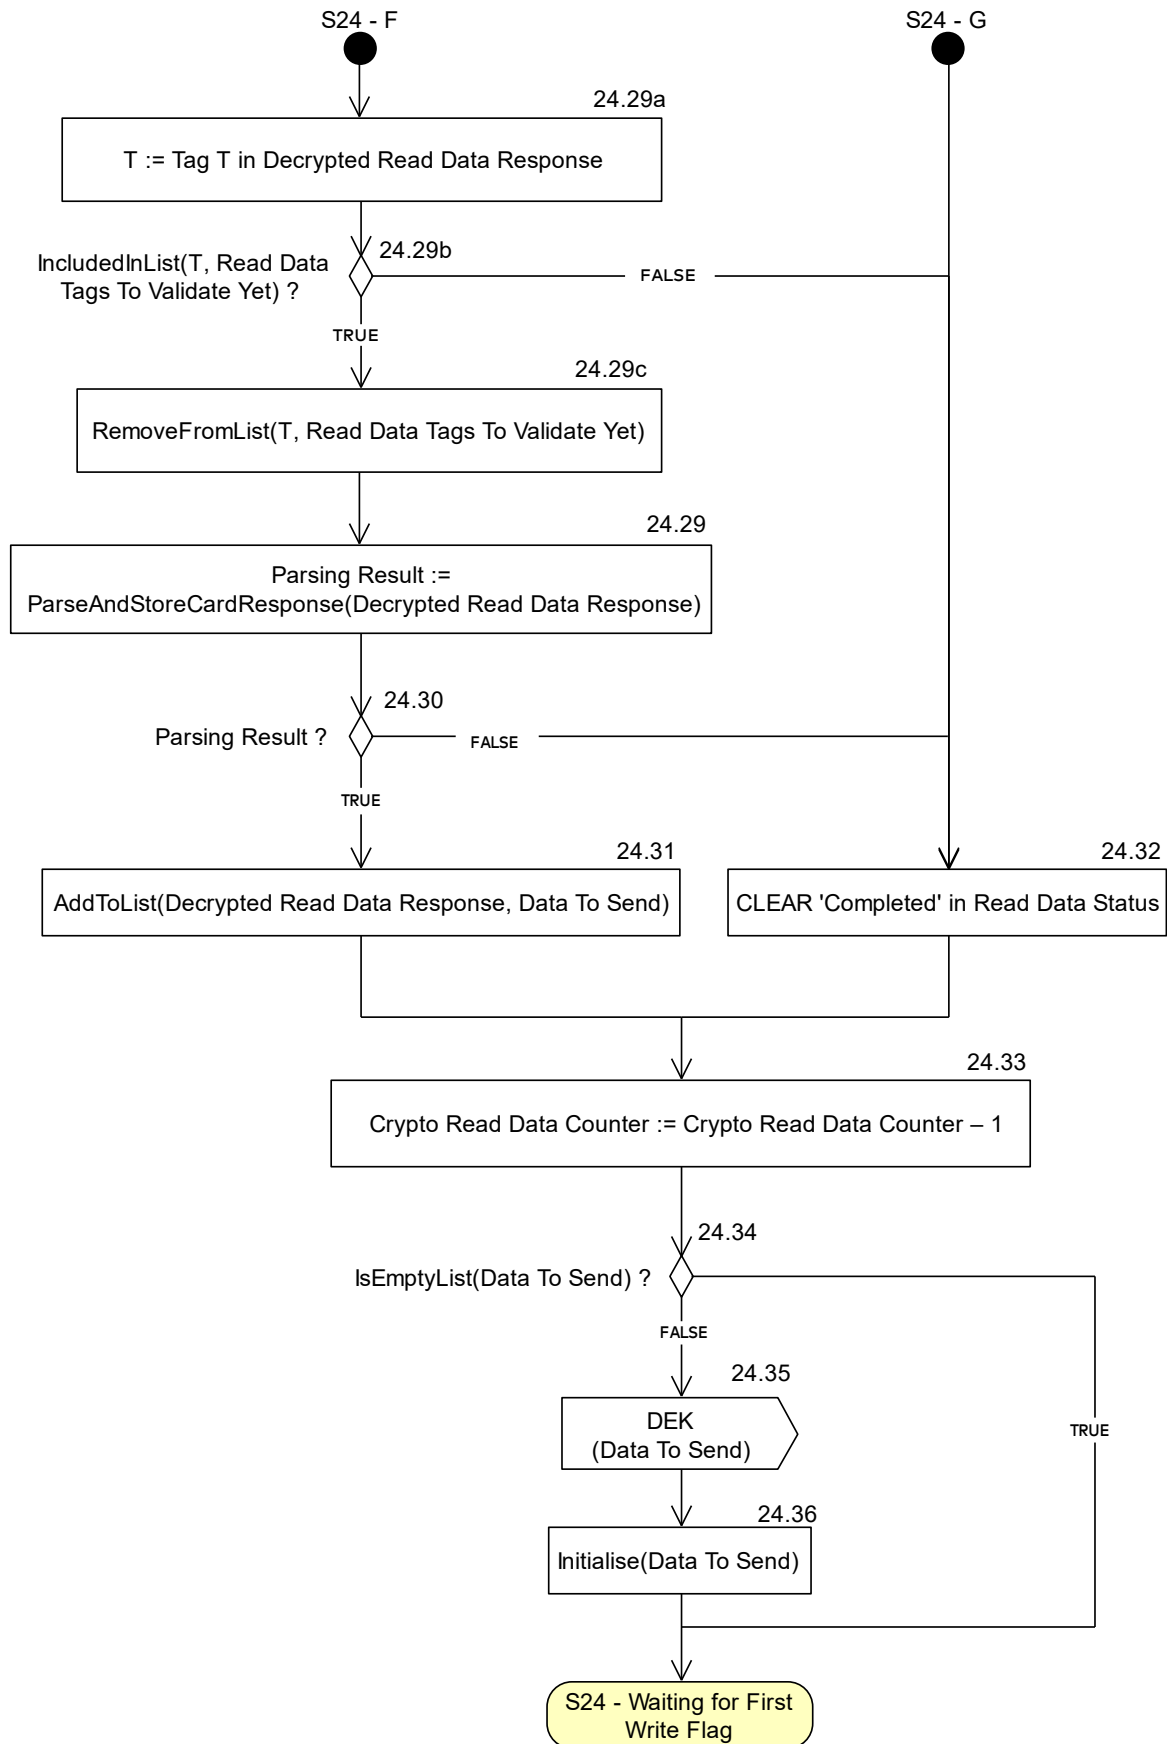 S24 - F
S24 - G
24.29a
T := Tag T in Decrypted Read Data Response
24.29b
IncludedInList(T, Read Data
Tags To Validate Yet) ?
FALSE
TRUE
24.29c
RemoveFromList(T, Read Data Tags To Validate Yet)
24.29
Parsing Result :=
ParseAndStoreCardResponse(Decrypted Read Data Response)
24.30
Parsing Result ?
FALSE
TRUE
24.31
AddToList(Decrypted Read Data Response, Data To Send)
24.32
CLEAR 'Completed' in Read Data Status
24.33
Crypto Read Data Counter := Crypto Read Data Counter – 1
24.34
IsEmptyList(Data To Send) ?
FALSE
24.35
DEK
(Data To Send)
TRUE
24.36
Initialise(Data To Send)
S24 - Waiting for First
Write Flag